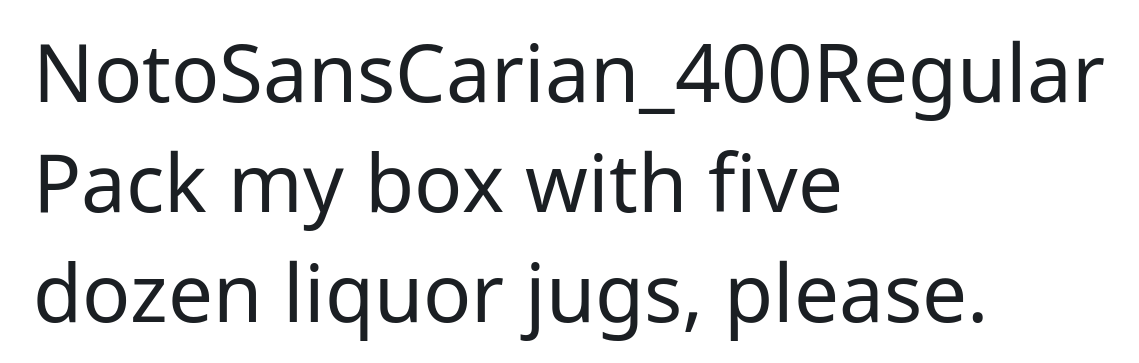 NotoSansCarian_400Regular
Pack my box with five
dozen liquor jugs, please.